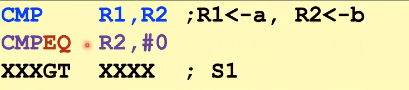 CMP R1,R2 ;R1<-a, R2<-b
CMPEQ R2,#0
XXXGT XXXX ; S1